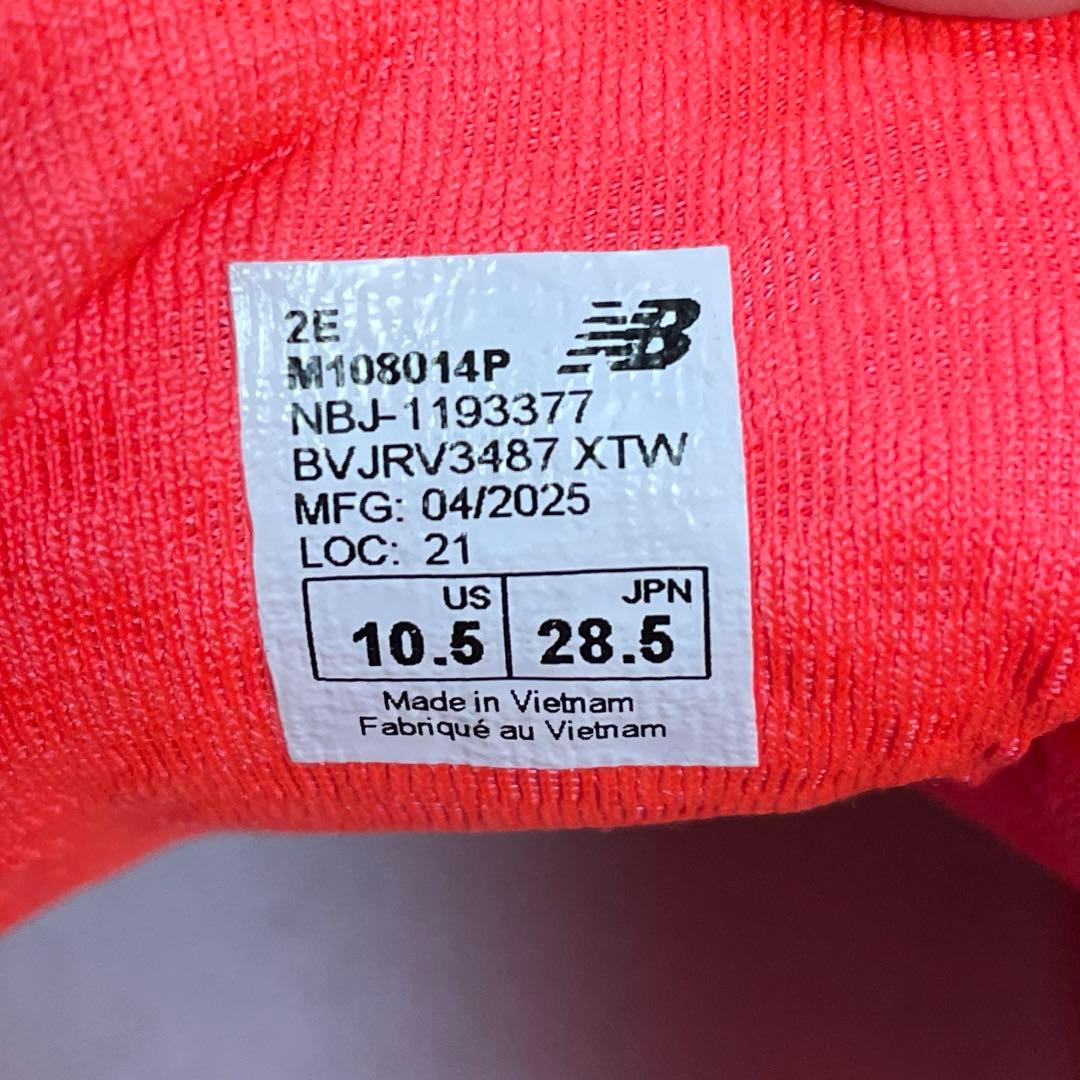 2E
NB
M108014P
NBJ-1193377
BVJRV3487 XTW
MFG: 04/2025
LOC: 21
US JPN
10.5 28.5
Made in Vietnam
Fabriqué au Vietnam